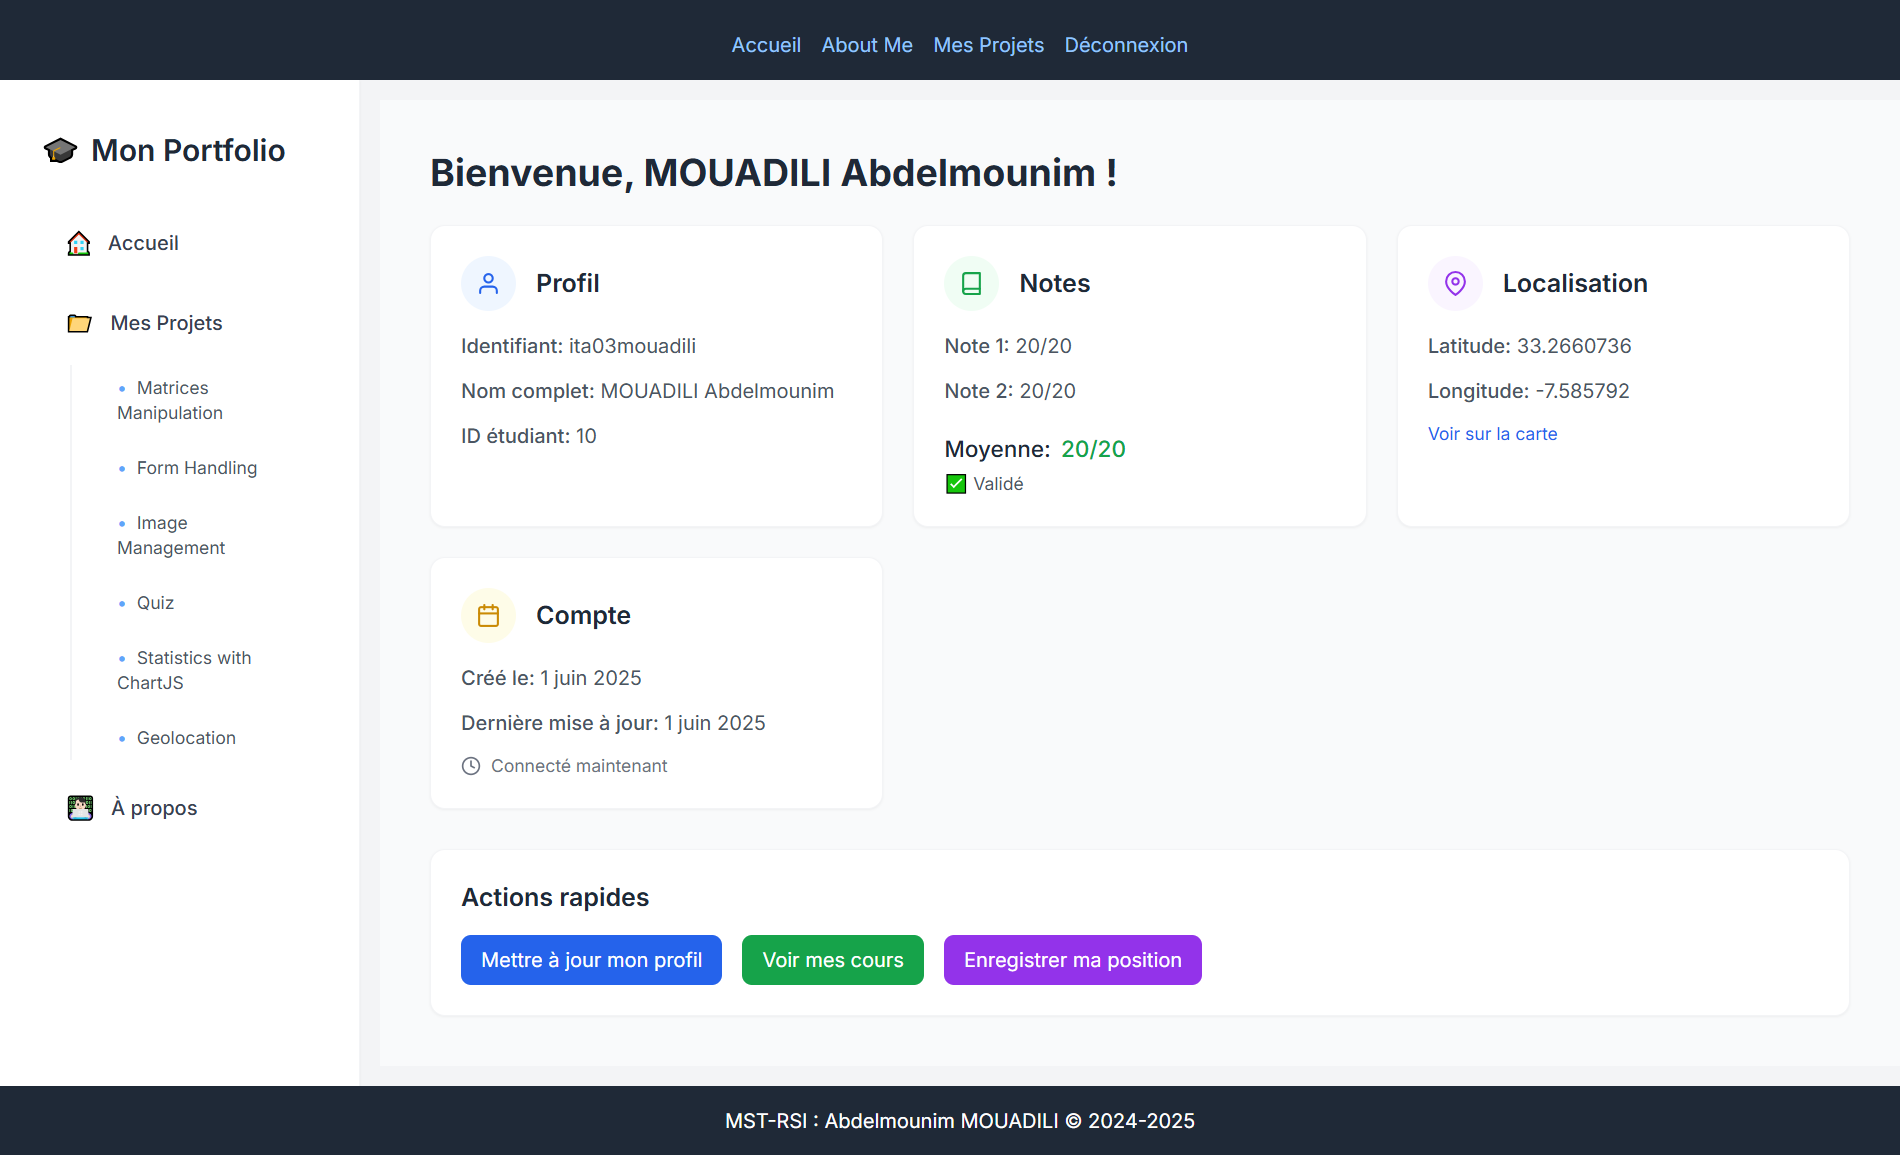 Accueil About Me Mes Projets Déconnexion
Mon Portfolio
Accueil
Mes Projets
• Matrices
Manipulation
• Form Handling
• Image
Management
• Quiz
• Statistics with
ChartJS
• Geolocation
À propos
Bienvenue, MOUADILI Abdelmounim !
Profil
Identifiant: ita03mouadili
Nom complet: MOUADILI Abdelmounim
ID étudiant: 10
Notes
Note 1: 20/20
Note 2: 20/20
Moyenne: 20/20
✅ Validé
Localisation
Latitude: 33.2660736
Longitude: -7.585792
Voir sur la carte
Compte
Créé le: 1 juin 2025
Dernière mise à jour: 1 juin 2025
Connecté maintenant
Actions rapides
Mettre à jour mon profil
Voir mes cours
Enregistrer ma position
MST-RSI : Abdelmounim MOUADILI © 2024-2025